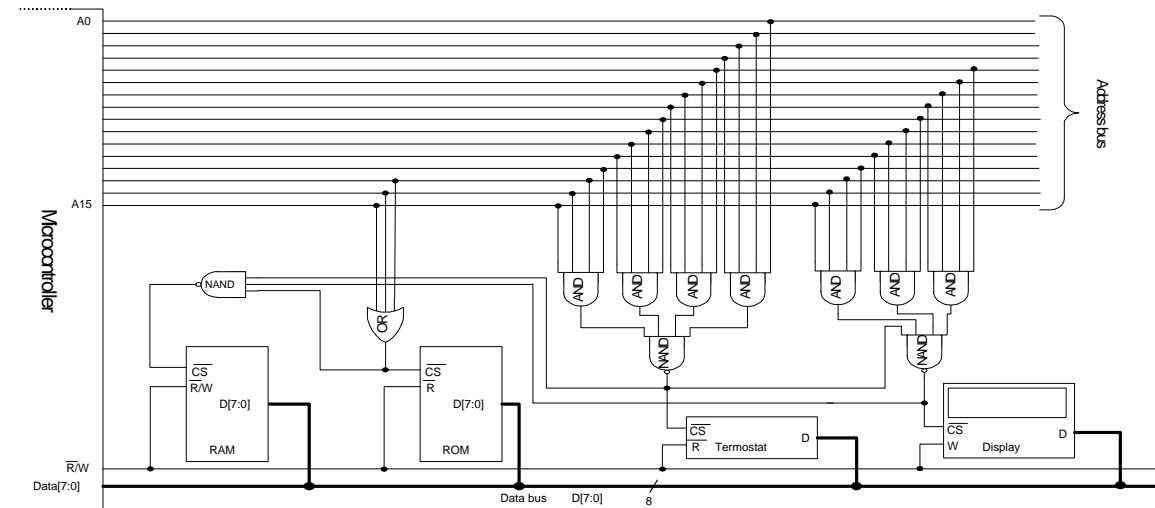 A0
A15
Address bus
Microcontroller
NAND
OR
AND
AND
AND
AND
AND
AND
AND
NAND
NAND
CS
R/W
D[7:0]
RAM
CS
R
D[7:0]
ROM
CS
R
Termostat
D
CS
W
Display
D
R/W
Data[7:0]
Data bus D[7:0]
8